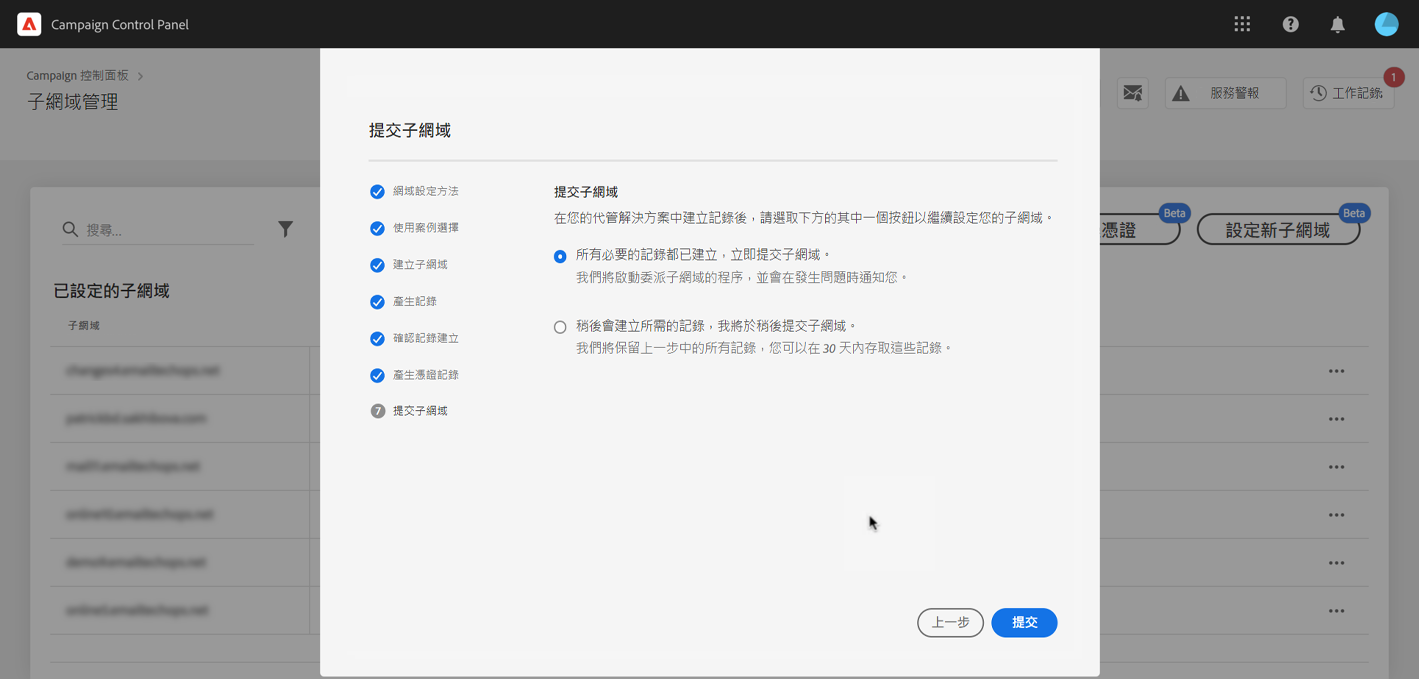 Campaign Control Panel
Campaign 控制面板
子網域管理
服務警報
工作記錄
1
搜尋...
憑證
Beta
設定新子網域
Beta
已設定的子網域
子網域
提交子網域
網域設定方法
使用案例選擇
建立子網域
產生記錄
確認記錄建立
產生憑證記錄
7 提交子網域
提交子網域
在您的代管解決方案中建立記錄後，請選取下方的其中一個按鈕以繼續設定您的子網域。
所有必要的記錄都已建立，立即提交子網域。
我們將啟動委派子網域的程序，並會在發生問題時通知您。
稍後會建立所需的記錄，我將於稍後提交子網域。
我們將保留上一步中的所有記錄，您可以在 30 天內存取這些記錄。
上一步
提交